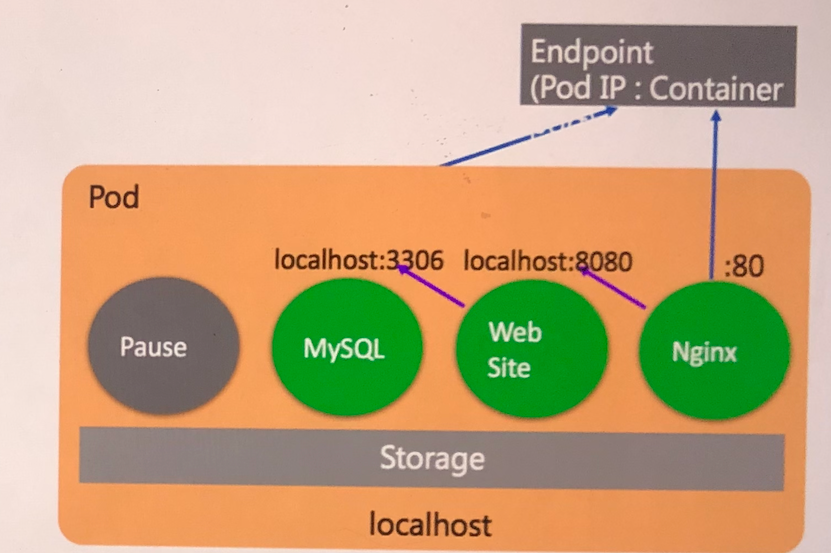 Endpoint
(Pod IP : Container
Pod
localhost:3306 localhost:8080 :80
Pause
MySQL
Web
Site
Nginx
Storage
localhost